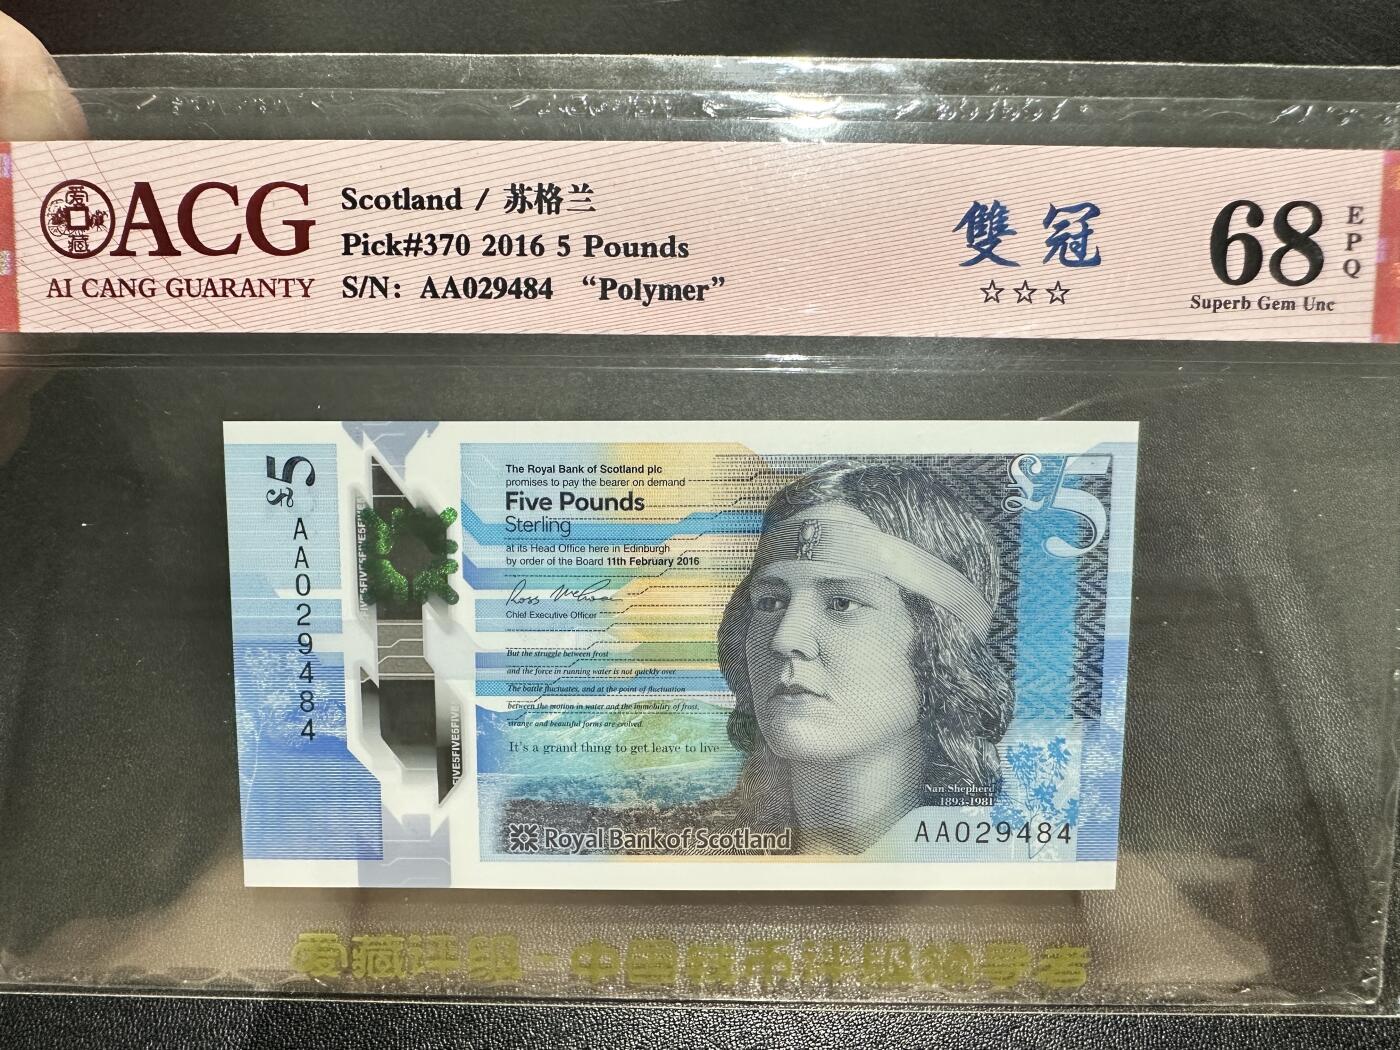 爱
藏
ACG
AI CANG GUARANTY
Scotland / 苏格兰
Pick#370 2016 5 Pounds
S/N: AA029484 “Polymer”
雙冠
☆☆☆
68
EPQ
Superb Gem Unc
£5
AA029484
The Royal Bank of Scotland plc
promises to pay the bearer on demand
Five Pounds
Sterling
at its Head Office here in Edinburgh
by order of the Board 11th February 2016
Chief Executive Officer
But the struggle between frost
and the force in running water is not quickly over
The battle fluctuates, and at the point of fluctuation
between the motion in water and the immobility of frost,
strange and beautiful forms are evolved.
It's a grand thing to get leave to live
Royal Bank of Scotland
£5
Nan Shepherd
1893-1981
AA029484
FIVE5FIVE5FIVE
爱藏评级-中国钱币评级领导者